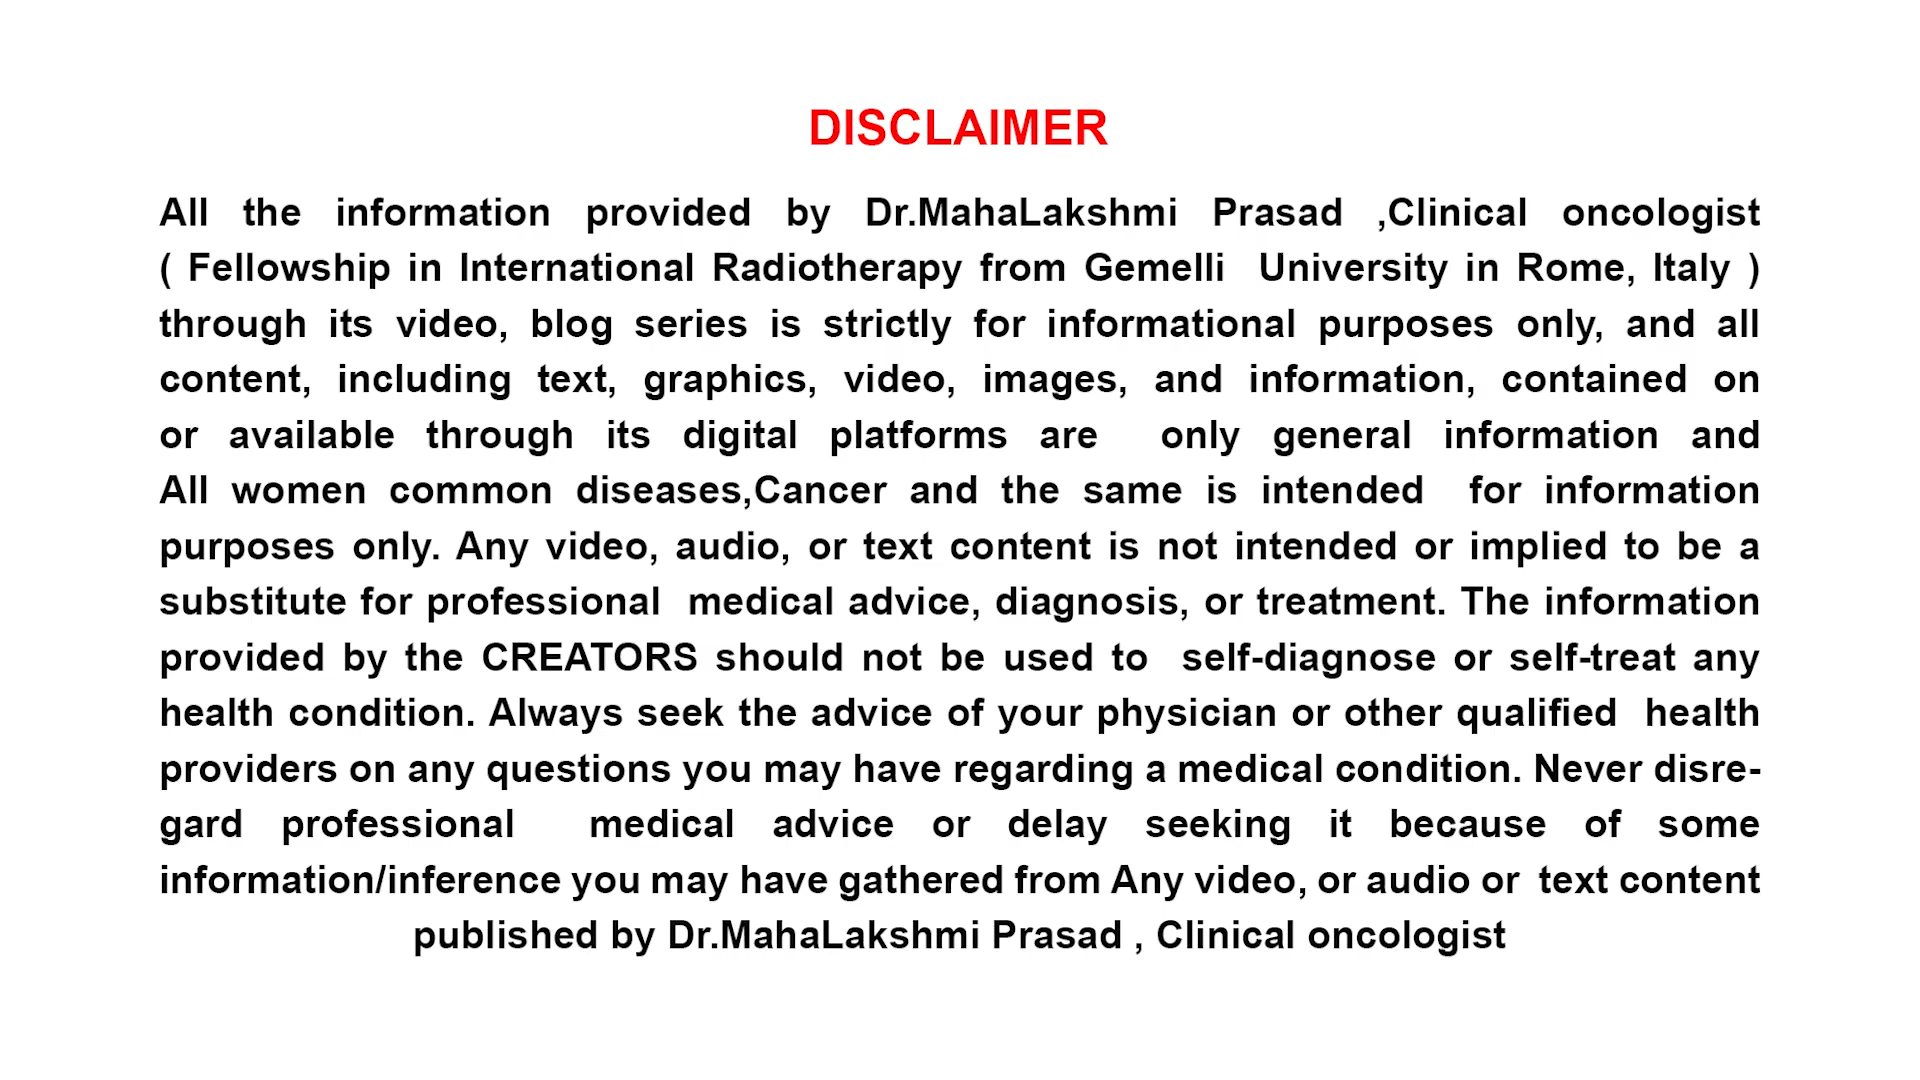 DISCLAIMER
All the information provided by Dr.MahaLakshmi Prasad ,Clinical oncologist
( Fellowship in International Radiotherapy from Gemelli University in Rome, Italy )
through its video, blog series is strictly for informational purposes only, and all
content, including text, graphics, video, images, and information, contained on
or available through its digital platforms are only general information and
All women common diseases,Cancer and the same is intended for information
purposes only. Any video, audio, or text content is not intended or implied to be a
substitute for professional medical advice, diagnosis, or treatment. The information
provided by the CREATORS should not be used to self-diagnose or self-treat any
health condition. Always seek the advice of your physician or other qualified health
providers on any questions you may have regarding a medical condition. Never disre-
gard professional medical advice or delay seeking it because of some
information/inference you may have gathered from Any video, or audio or text content
published by Dr.MahaLakshmi Prasad , Clinical oncologist